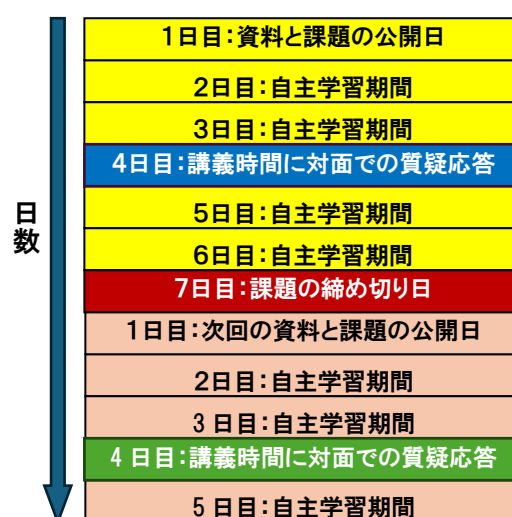 日数
1日目：資料と課題の公開日
2日目：自主学習期間
3日目：自主学習期間
4日目：講義時間に対面での質疑応答
5日目：自主学習期間
6日目：自主学習期間
7日目：課題の締め切り日
1日目：次回の資料と課題の公開日
2日目：自主学習期間
3 日目：自主学習期間
4 日目：講義時間に対面での質疑応答
5 日目：自主学習期間